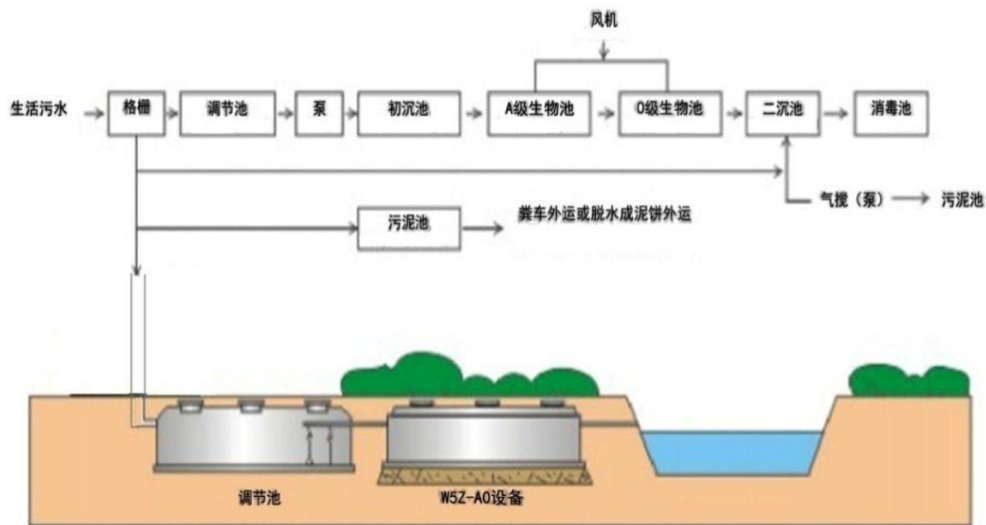 风机
生活污水
格栅
调节池
泵
初沉池
A级生物池
O级生物池
二沉池
消毒池
气搅（泵）
污泥池
污泥池
粪车外运或脱水成泥饼外运
调节池
W5Z-AO设备